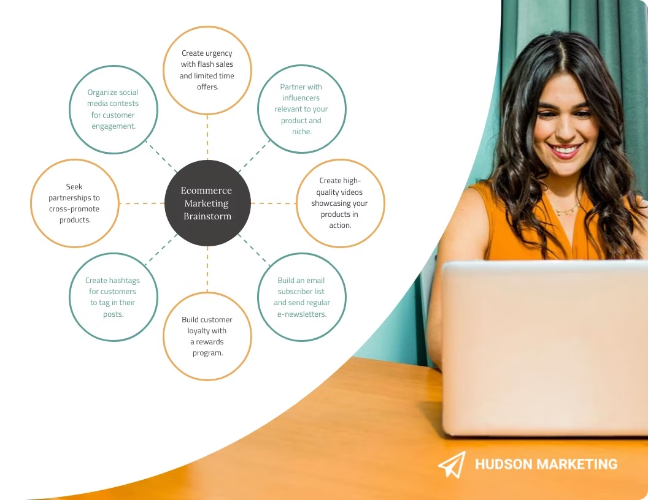 Create urgency
with flash sales
and limited time
offers.
Organize social
media contests
for customer
engagement.
Partner with
influencers
relevant to your
product and
niche.
Seek
partnerships to
cross-promote
products.
Ecommerce
Marketing
Brainstorm
Create high-
quality videos
showcasing your
products in
action.
Create hashtags
for customers
to tag in their
posts.
Build an email
subscriber list
and send regular
e-newsletters.
Build customer
loyalty with
a rewards
program.
HUDSON MARKETING